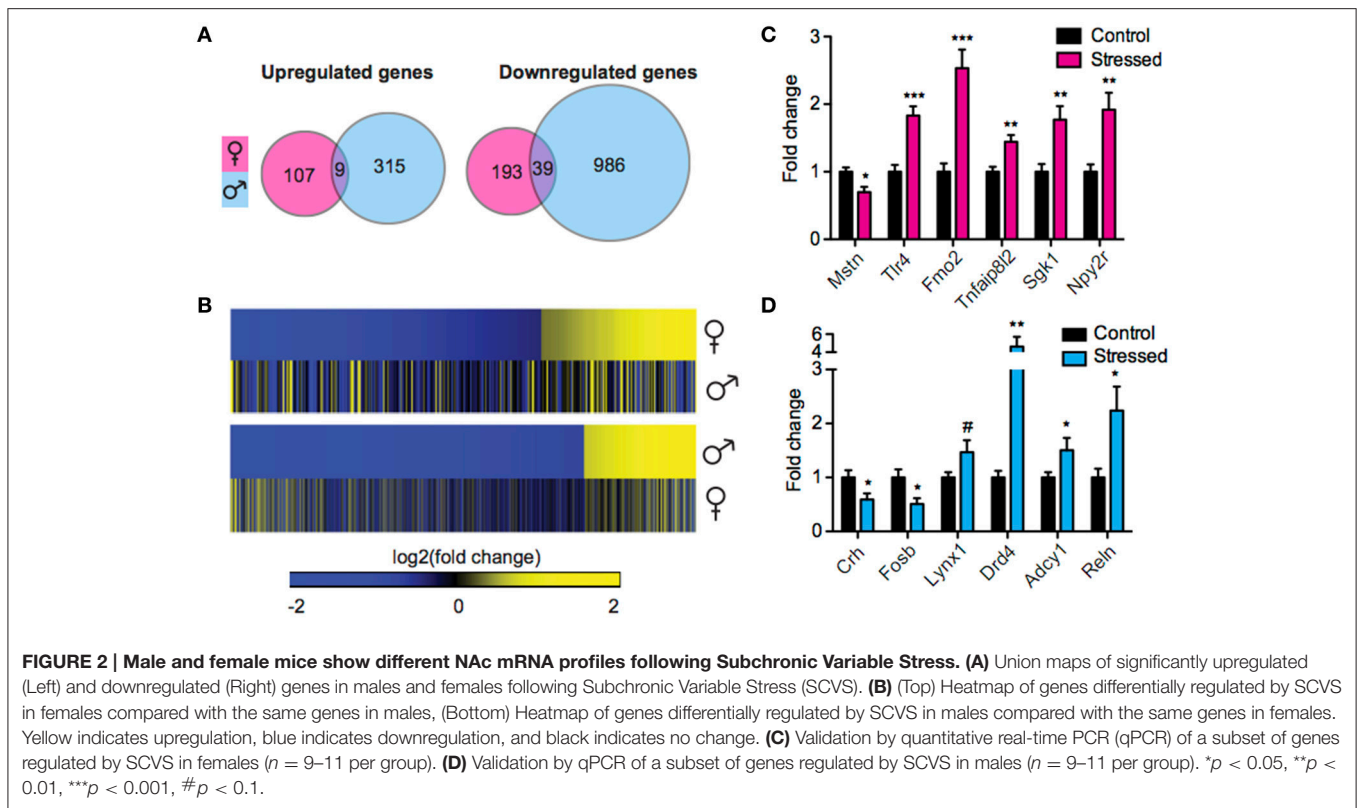 A
Upregulated genes
Downregulated genes
♀
♂
107
9
315
193
39
986
B
♀
♂
♂
♀
log2(fold change)
-2
0
2
C
Fold change
3
2
1
0
Control
Stressed
*
***
***
**
**
**
Mstn
Tlr4
Fmo2
Tnfaip8l2
Sgk1
Npy2r
D
Fold change
6
4
3
2
1
0
Control
Stressed
*
*
#
**
*
*
Crh
Fosb
Lynx1
Drd4
Adcy1
Reln
FIGURE 2 | Male and female mice show different NAc mRNA profiles following Subchronic Variable Stress. (A) Union maps of significantly upregulated
(Left) and downregulated (Right) genes in males and females following Subchronic Variable Stress (SCVS). (B) (Top) Heatmap of genes differentially regulated by SCVS
in females compared with the same genes in males, (Bottom) Heatmap of genes differentially regulated by SCVS in males compared with the same genes in females.
Yellow indicates upregulation, blue indicates downregulation, and black indicates no change. (C) Validation by quantitative real-time PCR (qPCR) of a subset of genes
regulated by SCVS in females (n = 9–11 per group). (D) Validation by qPCR of a subset of genes regulated by SCVS in males (n = 9–11 per group). *p < 0.05, **p <
0.01, ***p < 0.001, #p < 0.1.